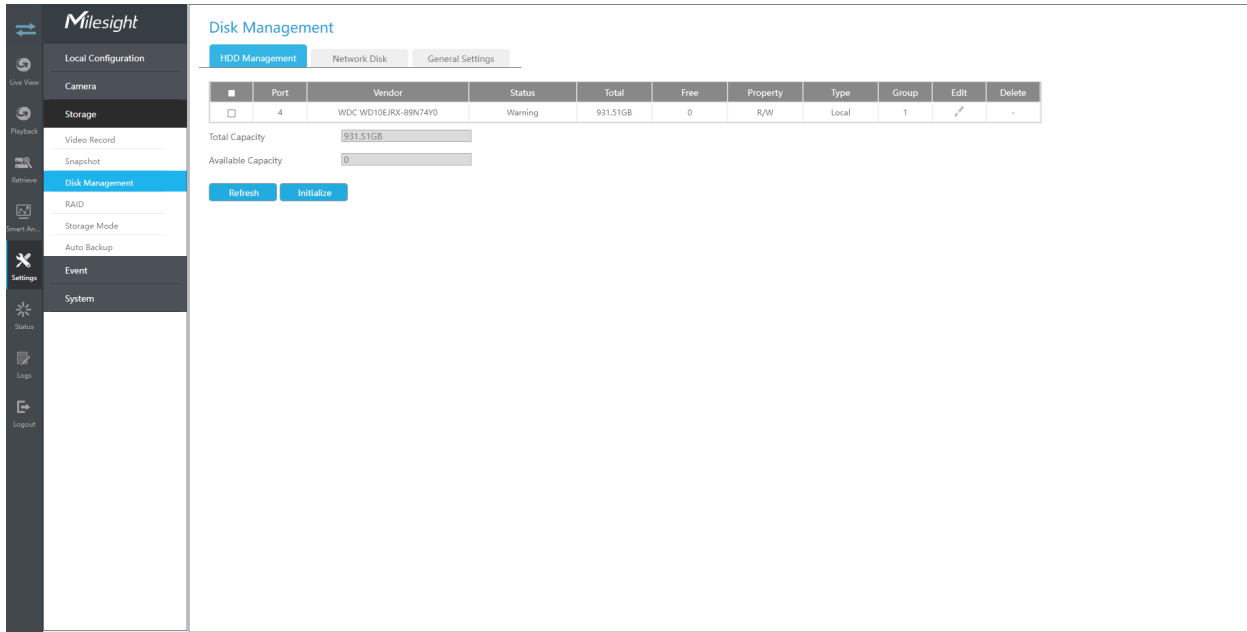 Milesight
Live View
Playback
Retrieve
Smart An...
Settings
Status
Logs
Logout
Local Configuration
Camera
Storage
Video Record
Snapshot
Disk Management
RAID
Storage Mode
Auto Backup
Event
System
Disk Management
HDD Management Network Disk General Settings
Port Vendor Status Total Free Property Type Group Edit Delete
4 WDC WD10EJRX-89N74Y0 Warning 931.51GB 0 R/W Local 1 -
Total Capacity 931.51GB
Available Capacity 0
Refresh Initialize